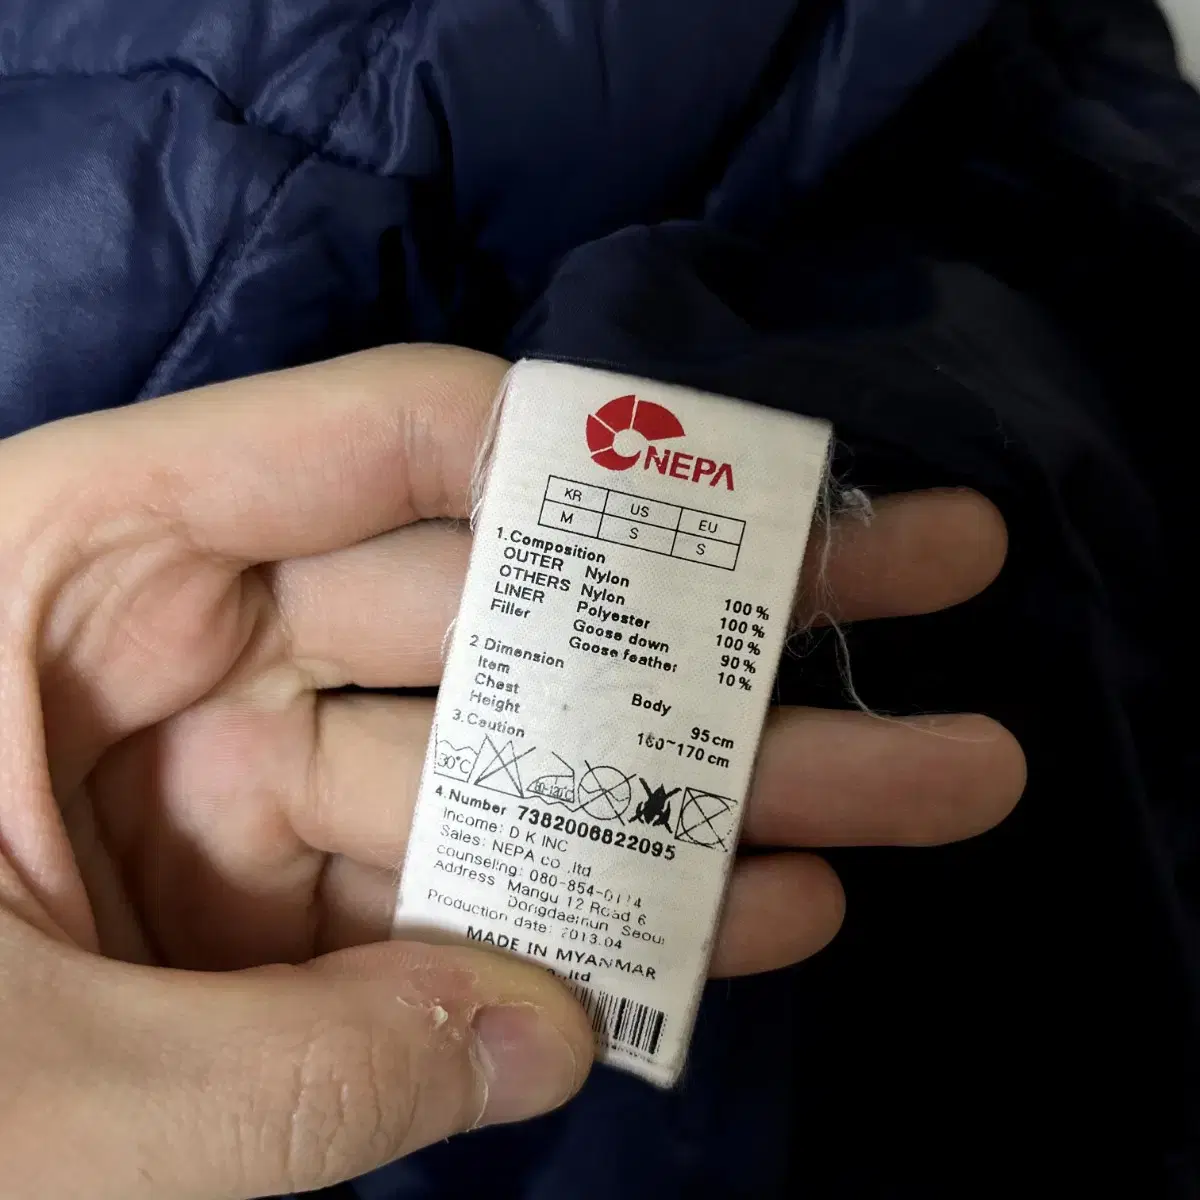 NEPA
KR US EU
M S S
1.Composition
OUTER Nylon 100%
OTHERS Nylon 100%
LINER Polyester 100%
Filler Goose down 90%
Goose feather 10%
2 Dimension
Item Body
Chest 95cm
Height 160~170cm
3.Caution
30°C 80-120°C
4.Number 7382006822095
Income: D K INC
Sales: NEPA co .,ltd
counseling: 080-854-0114
Address Mangu 12 Road 6
Dongdaemun Seoul
Production date: 2013.04
MADE IN MYANMAR
.,ltd